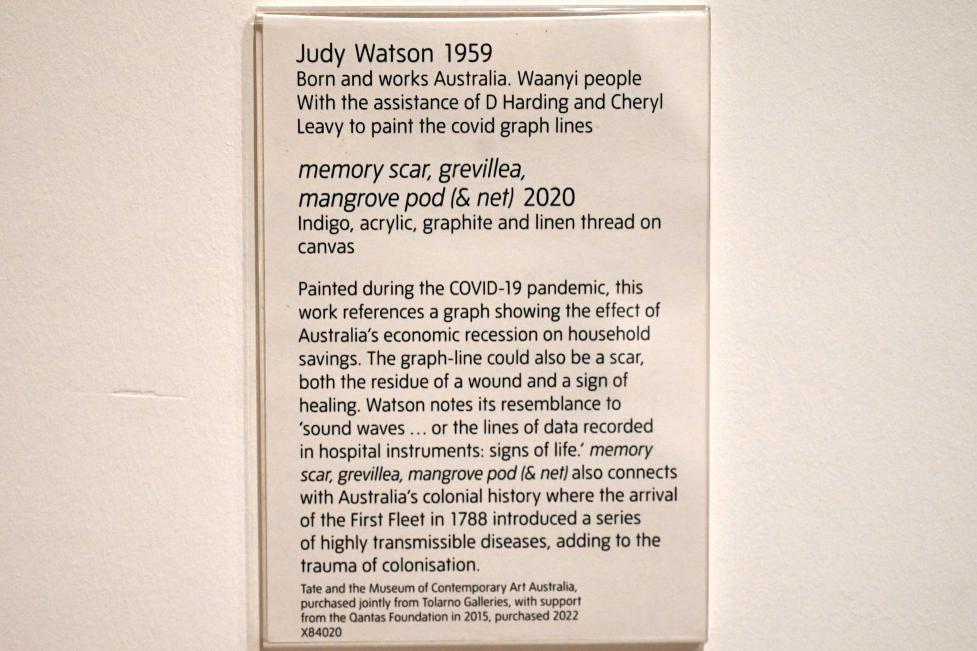 Judy Watson 1959
Born and works Australia. Waanyi people
With the assistance of D Harding and Cheryl
Leavy to paint the covid graph lines
memory scar, grevillea,
mangrove pod (& net) 2020
Indigo, acrylic, graphite and linen thread on
canvas
Painted during the COVID-19 pandemic, this
work references a graph showing the effect of
Australia’s economic recession on household
savings. The graph-line could also be a scar,
both the residue of a wound and a sign of
healing. Watson notes its resemblance to
‘sound waves … or the lines of data recorded
in hospital instruments: signs of life.’ memory
scar, grevillea, mangrove pod (& net) also connects
with Australia’s colonial history where the arrival
of the First Fleet in 1788 introduced a series
of highly transmissible diseases, adding to the
trauma of colonisation.
Tate and the Museum of Contemporary Art Australia,
purchased jointly from Tolarno Galleries, with support
from the Qantas Foundation in 2015, purchased 2022
X84020